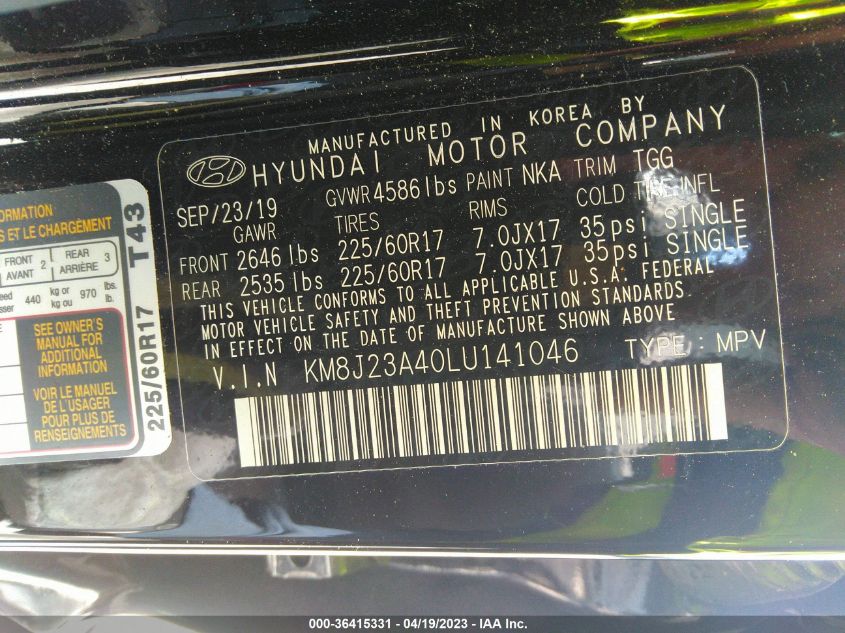 MANUFACTURED IN KOREA BY
HYUNDAI MOTOR COMPANY
SEP/23/19 GVWR 4586 lbs PAINT NKA TRIM TGG
GAWR TIRES RIMS COLD TIRE INFL
FRONT 2646 lbs 225/60R17 7.0JX17 35psi SINGLE
REAR 2535 lbs 225/60R17 7.0JX17 35psi SINGLE
THIS VEHICLE CONFORMS TO ALL APPLICABLE U.S.A. FEDERAL
MOTOR VEHICLE SAFETY AND THEFT PREVENTION STANDARDS
IN EFFECT ON THE DATE OF MANUFACTURE SHOWN ABOVE
V.I.N KM8J23A40LU141046 TYPE : MPV
ET LE CHARGEMENT
FRONT 2 REAR 3
AVANT ARRIÈRE
440 kg or 970 lbs.
kg ou lb.
SEE OWNER'S
MANUAL FOR
ADDITIONAL
INFORMATION
VOIR LE MANUEL
DE L'USAGER
POUR PLUS DE
RENSEIGNEMENTS
225/60R17 T43
000-36415331 - 04/19/2023 - IAA Inc.